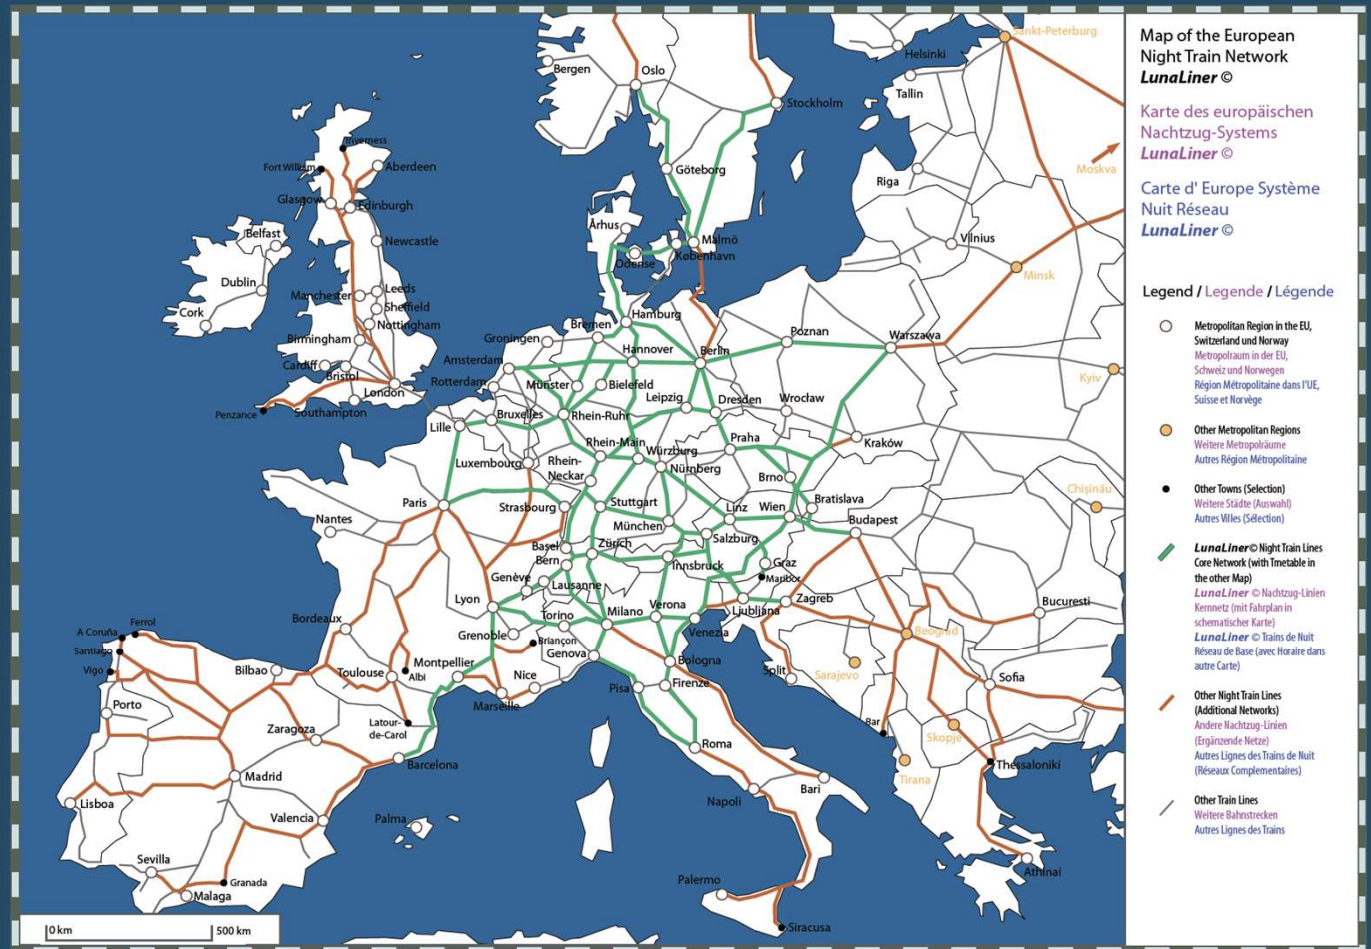 Map of the European
Night Train Network
LunaLiner ©
Karte des europäischen
Nachtzug-Systems
LunaLiner ©
Carte d' Europe Système
Nuit Réseau
LunaLiner ©
Legend / Legende / Légende
Metropolitan Region in the EU,
Switzerland und Norway
Metropolraum in der EU,
Schweiz und Norwegen
Région Métropolitaine dans l'UE,
Suisse et Norvège
Other Metropolitan Regions
Weitere Metropolräume
Autres Région Métropolitaine
Other Towns (Selection)
Weitere Städte (Auswahl)
Autres Villes (Sélection)
LunaLiner© Night Train Lines
Core Network (with Tmetable in
the other Map)
LunaLiner © Nachtzug-Linien
Kernnetz (mit Fahrplan in
schematischer Karte)
LunaLiner © Trains de Nuit
Réseau de Base (avec Horaire dans
autre Carte)
Other Night Train Lines
(Additional Networks)
Andere Nachtzug-Linien
(Ergänzende Netze)
Autres Lignes des Trains de Nuit
(Réseaux Complementaires)
Other Train Lines
Weitere Bahnstrecken
Autres Lignes des Trains
Sankt-Peterburg
Helsinki
Bergen
Oslo
Tallin
Stockholm
Inverness
Fort William
Aberdeen
Göteborg
Moskva
Riga
Glasgow
Edinburgh
Århus
Belfast
Newcastle
Malmö
Vilnius
Odense
København
Minsk
Dublin
Manchester
Leeds
Sheffield
Cork
Nottingham
Hamburg
Bremen
Birmingham
Groningen
Poznan
Warszawa
Hannover
Berlin
Cardiff
Bristol
Amsterdam
Rotterdam
Münster
Bielefeld
Kyiv
London
Leipzig
Dresden
Wrocław
Penzance
Southampton
Bruxelles
Rhein-Ruhr
Lille
Praha
Kraków
Rhein-Main
Würzburg
Luxembourg
Rhein-
Neckar
Nürnberg
Brno
Chişinău
Paris
Strasbourg
Stuttgart
Linz
Wien
Bratislava
Nantes
München
Budapest
Salzburg
Basel
Zürich
Bern
Innsbruck
Graz
Genève
Lausanne
Maribor
Lyon
Torino
Milano
Verona
Ljubljana
Zagreb
Bucuresti
Bordeaux
Ferrol
A Coruña
Grenoble
Briançon
Venezia
Beograd
Santiago
Genova
Vigo
Bilbao
Toulouse
Albi
Montpellier
Bologna
Nice
Split
Sarajevo
Sofia
Pisa
Firenze
Porto
Marseille
Latour-
de-Carol
Bar
Zaragoza
Skopje
Roma
Barcelona
Thessaloniki
Madrid
Tirana
Lisboa
Napoli
Bari
Valencia
Palma
Sevilla
Athinai
Granada
Palermo
Malaga
Siracusa
0 km
500 km